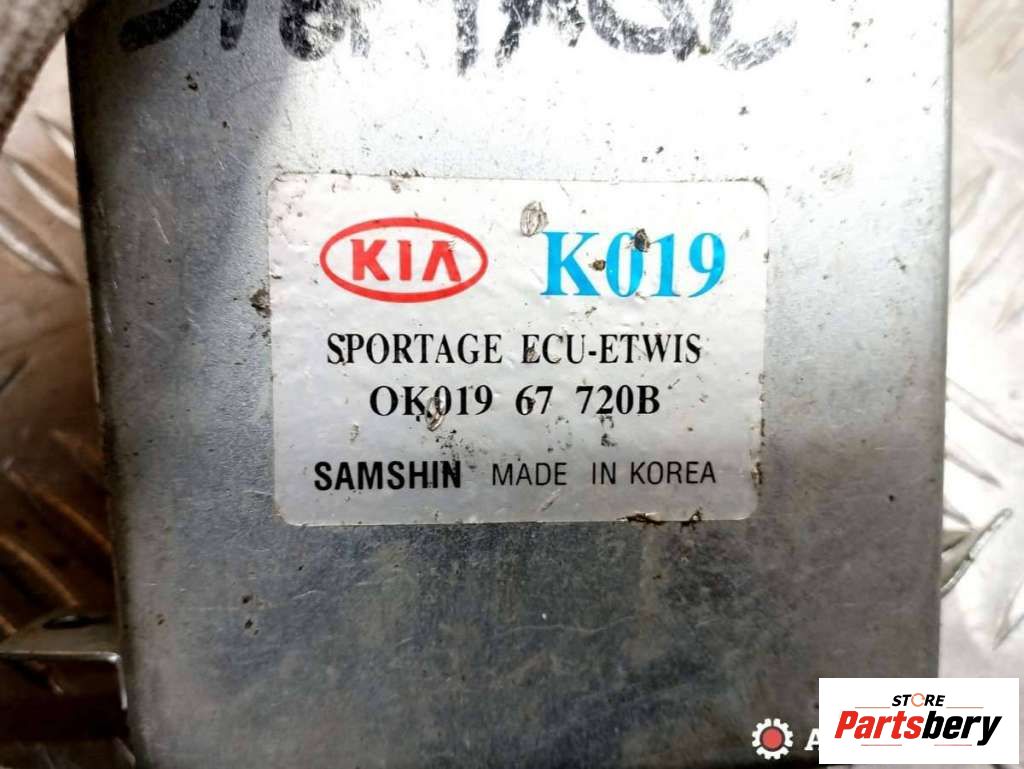 KIA K019
SPORTAGE ECU-ETWIS
OK019 67 720B
SAMSHIN MADE IN KOREA
STORE
Partsbery